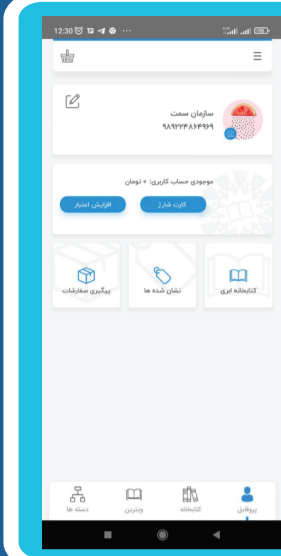 12:30
سازمان سمت
۹۸۹۲۲۴۸۶۴۹۶۹
موجودی حساب کاربری: ۰ تومان
کارت شارژ
افزایش اعتبار
کتابخانه ابری
نشان شده ها
پیگیری سفارشات
پروفایل
کتابخانه
ویترین
دسته ها